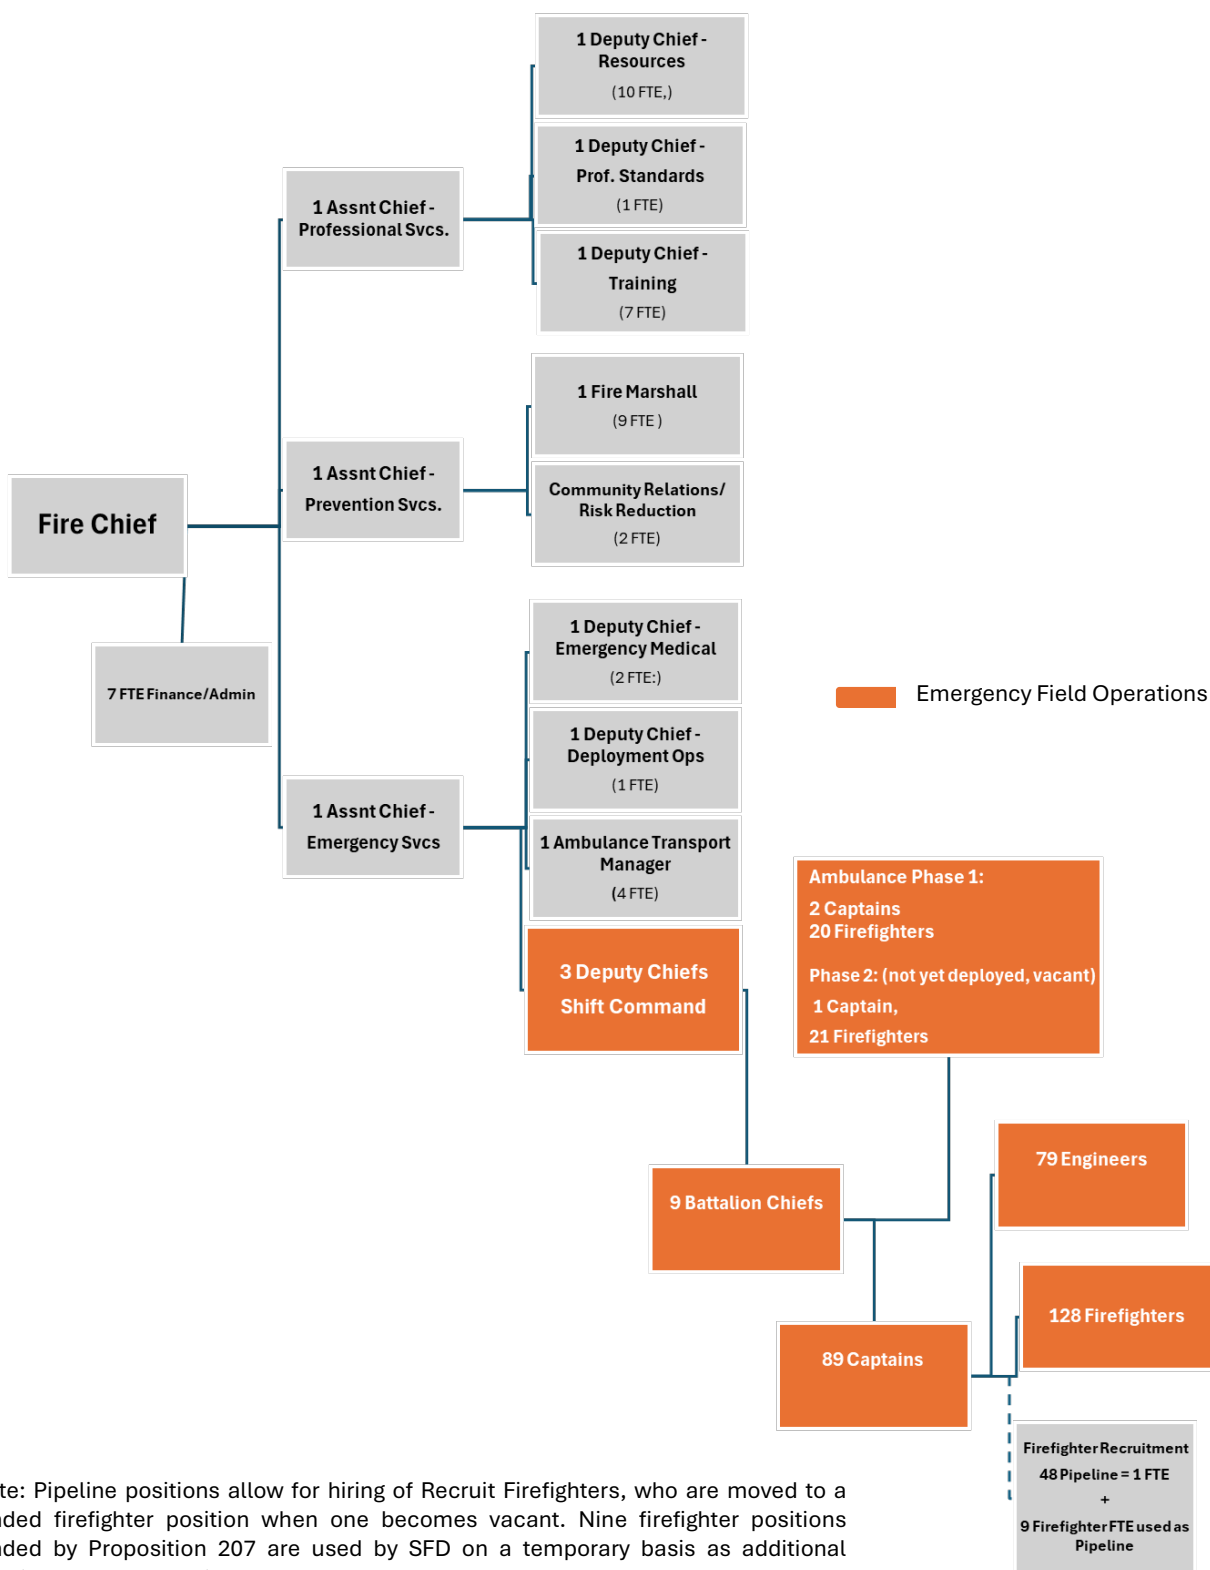 1 Deputy Chief -
Resources
(10 FTE,)
1 Deputy Chief -
Prof. Standards
(1 FTE)
1 Assnt Chief -
Professional Svcs.
1 Deputy Chief -
Training
(7 FTE)
1 Fire Marshall
(9 FTE )
1 Assnt Chief -
Prevention Svcs.
Community Relations/
Risk Reduction
(2 FTE)
Fire Chief
7 FTE Finance/Admin
1 Deputy Chief -
Emergency Medical
(2 FTE:)
Emergency Field Operations
1 Deputy Chief -
Deployment Ops
(1 FTE)
1 Assnt Chief -
Emergency Svcs
1 Ambulance Transport
Manager
(4 FTE)
Ambulance Phase 1:
2 Captains
20 Firefighters
Phase 2: (not yet deployed, vacant)
1 Captain,
21 Firefighters
3 Deputy Chiefs
Shift Command
79 Engineers
9 Battalion Chiefs
128 Firefighters
89 Captains
Firefighter Recruitment
48 Pipeline = 1 FTE
+
9 Firefighter FTE used as
Pipeline
Pipeline positions allow for hiring of Recruit Firefighters, who are moved to a
firefighter position when one becomes vacant. Nine firefighter positions
by Proposition 207 are used by SFD on a temporary basis as additional